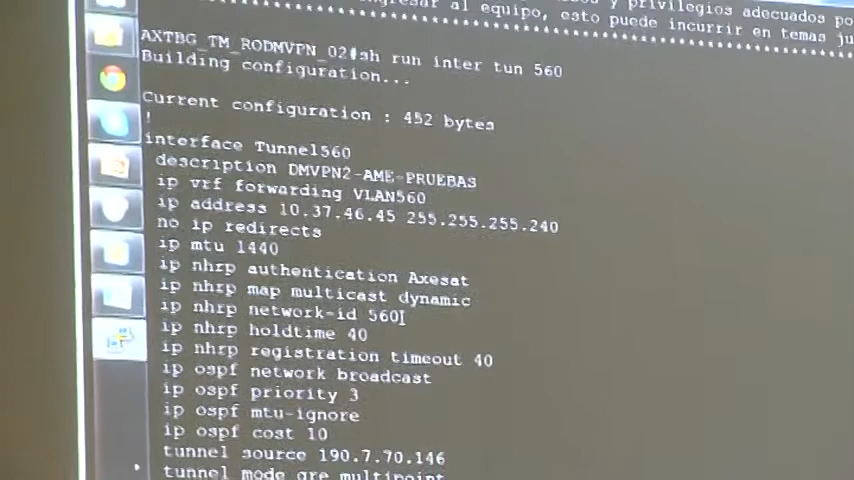 y privilegios adecuados po
al equipo, esto puede incurrir en temas ju
AXTBG_TM_RODMVPN_02#sh run inter tun 560
Building configuration...
Current configuration : 452 bytes
!
interface Tunnel560
description DMVPN2-AME-PRUEBAS
ip vrf forwarding VLAN560
ip address 10.37.46.45 255.255.255.240
no ip redirects
ip mtu 1440
ip nhrp authentication Axesat
ip nhrp map multicast dynamic
ip nhrp network-id 560
ip nhrp holdtime 40
ip nhrp registration timeout 40
ip ospf network broadcast
ip ospf priority 3
ip ospf mtu-ignore
ip ospf cost 10
tunnel source 190.7.70.146
tunnel mode gre multipoint